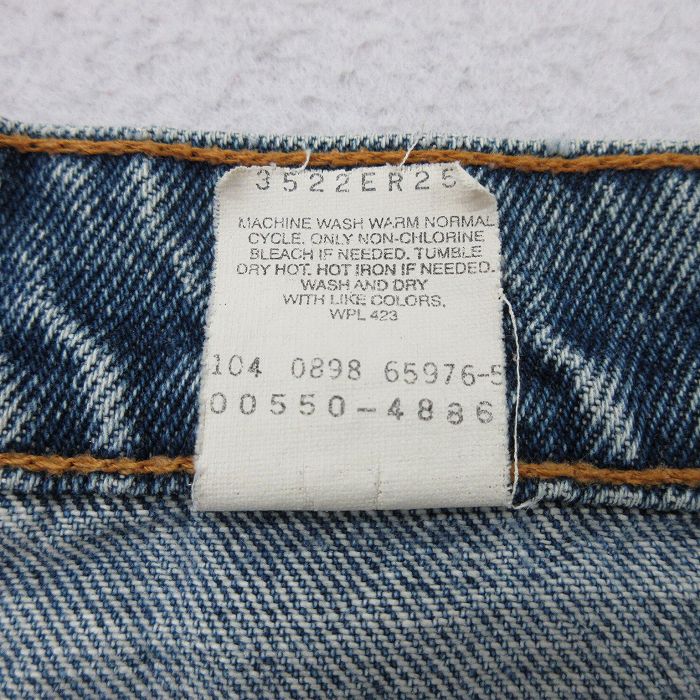 3522ER25
MACHINE WASH WARM NORMAL
CYCLE. ONLY NON-CHLORINE
BLEACH IF NEEDED. TUMBLE
DRY HOT. HOT IRON IF NEEDED.
WASH AND DRY
WITH LIKE COLORS.
WPL 423
104 0898 65976-5
00550-4886